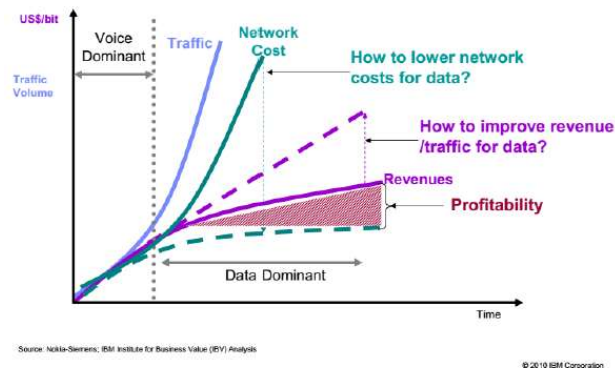 US$/bit
Voice
Dominant
Traffic
Network
Cost
How to lower network
costs for data?
Traffic
Volume
How to improve revenue
/traffic for data?
Revenues
Profitability
Data Dominant
Time
Source: Nokia-Siemens; IBM Institute for Business Value (IBV) Analysis
© 2010 IBM Corporation